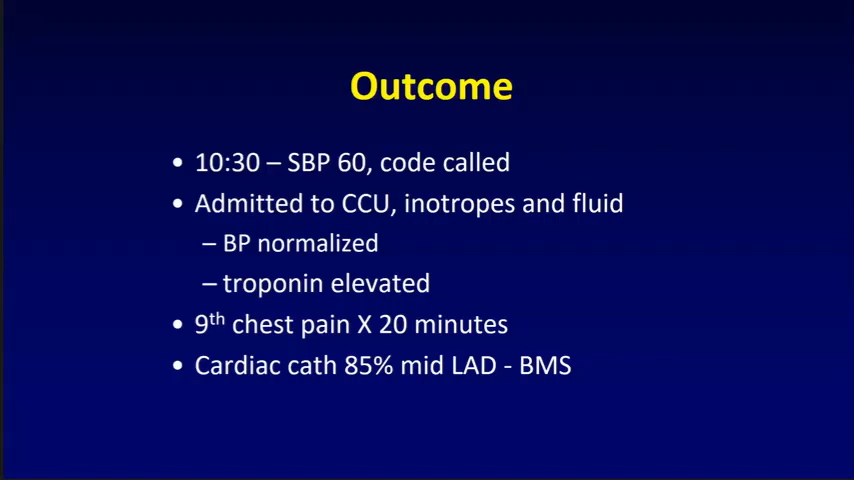 Outcome
• 10:30 – SBP 60, code called
• Admitted to CCU, inotropes and fluid
– BP normalized
– troponin elevated
• 9th chest pain X 20 minutes
• Cardiac cath 85% mid LAD - BMS